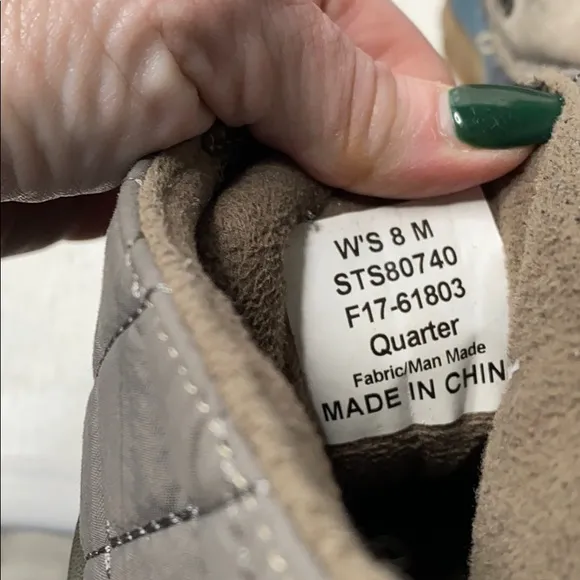 W'S 8 M
STS80740
F17-61803
Quarter
Fabric/Man Made
MADE IN CHIN